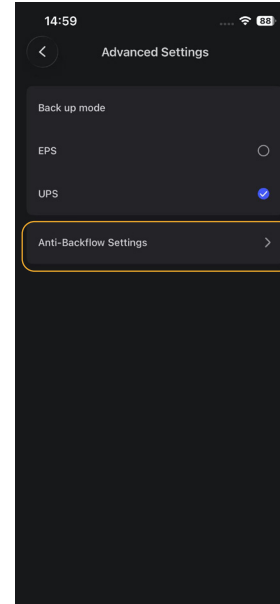 14:59
88
Advanced Settings
Back up mode
EPS
UPS
Anti-Backflow Settings